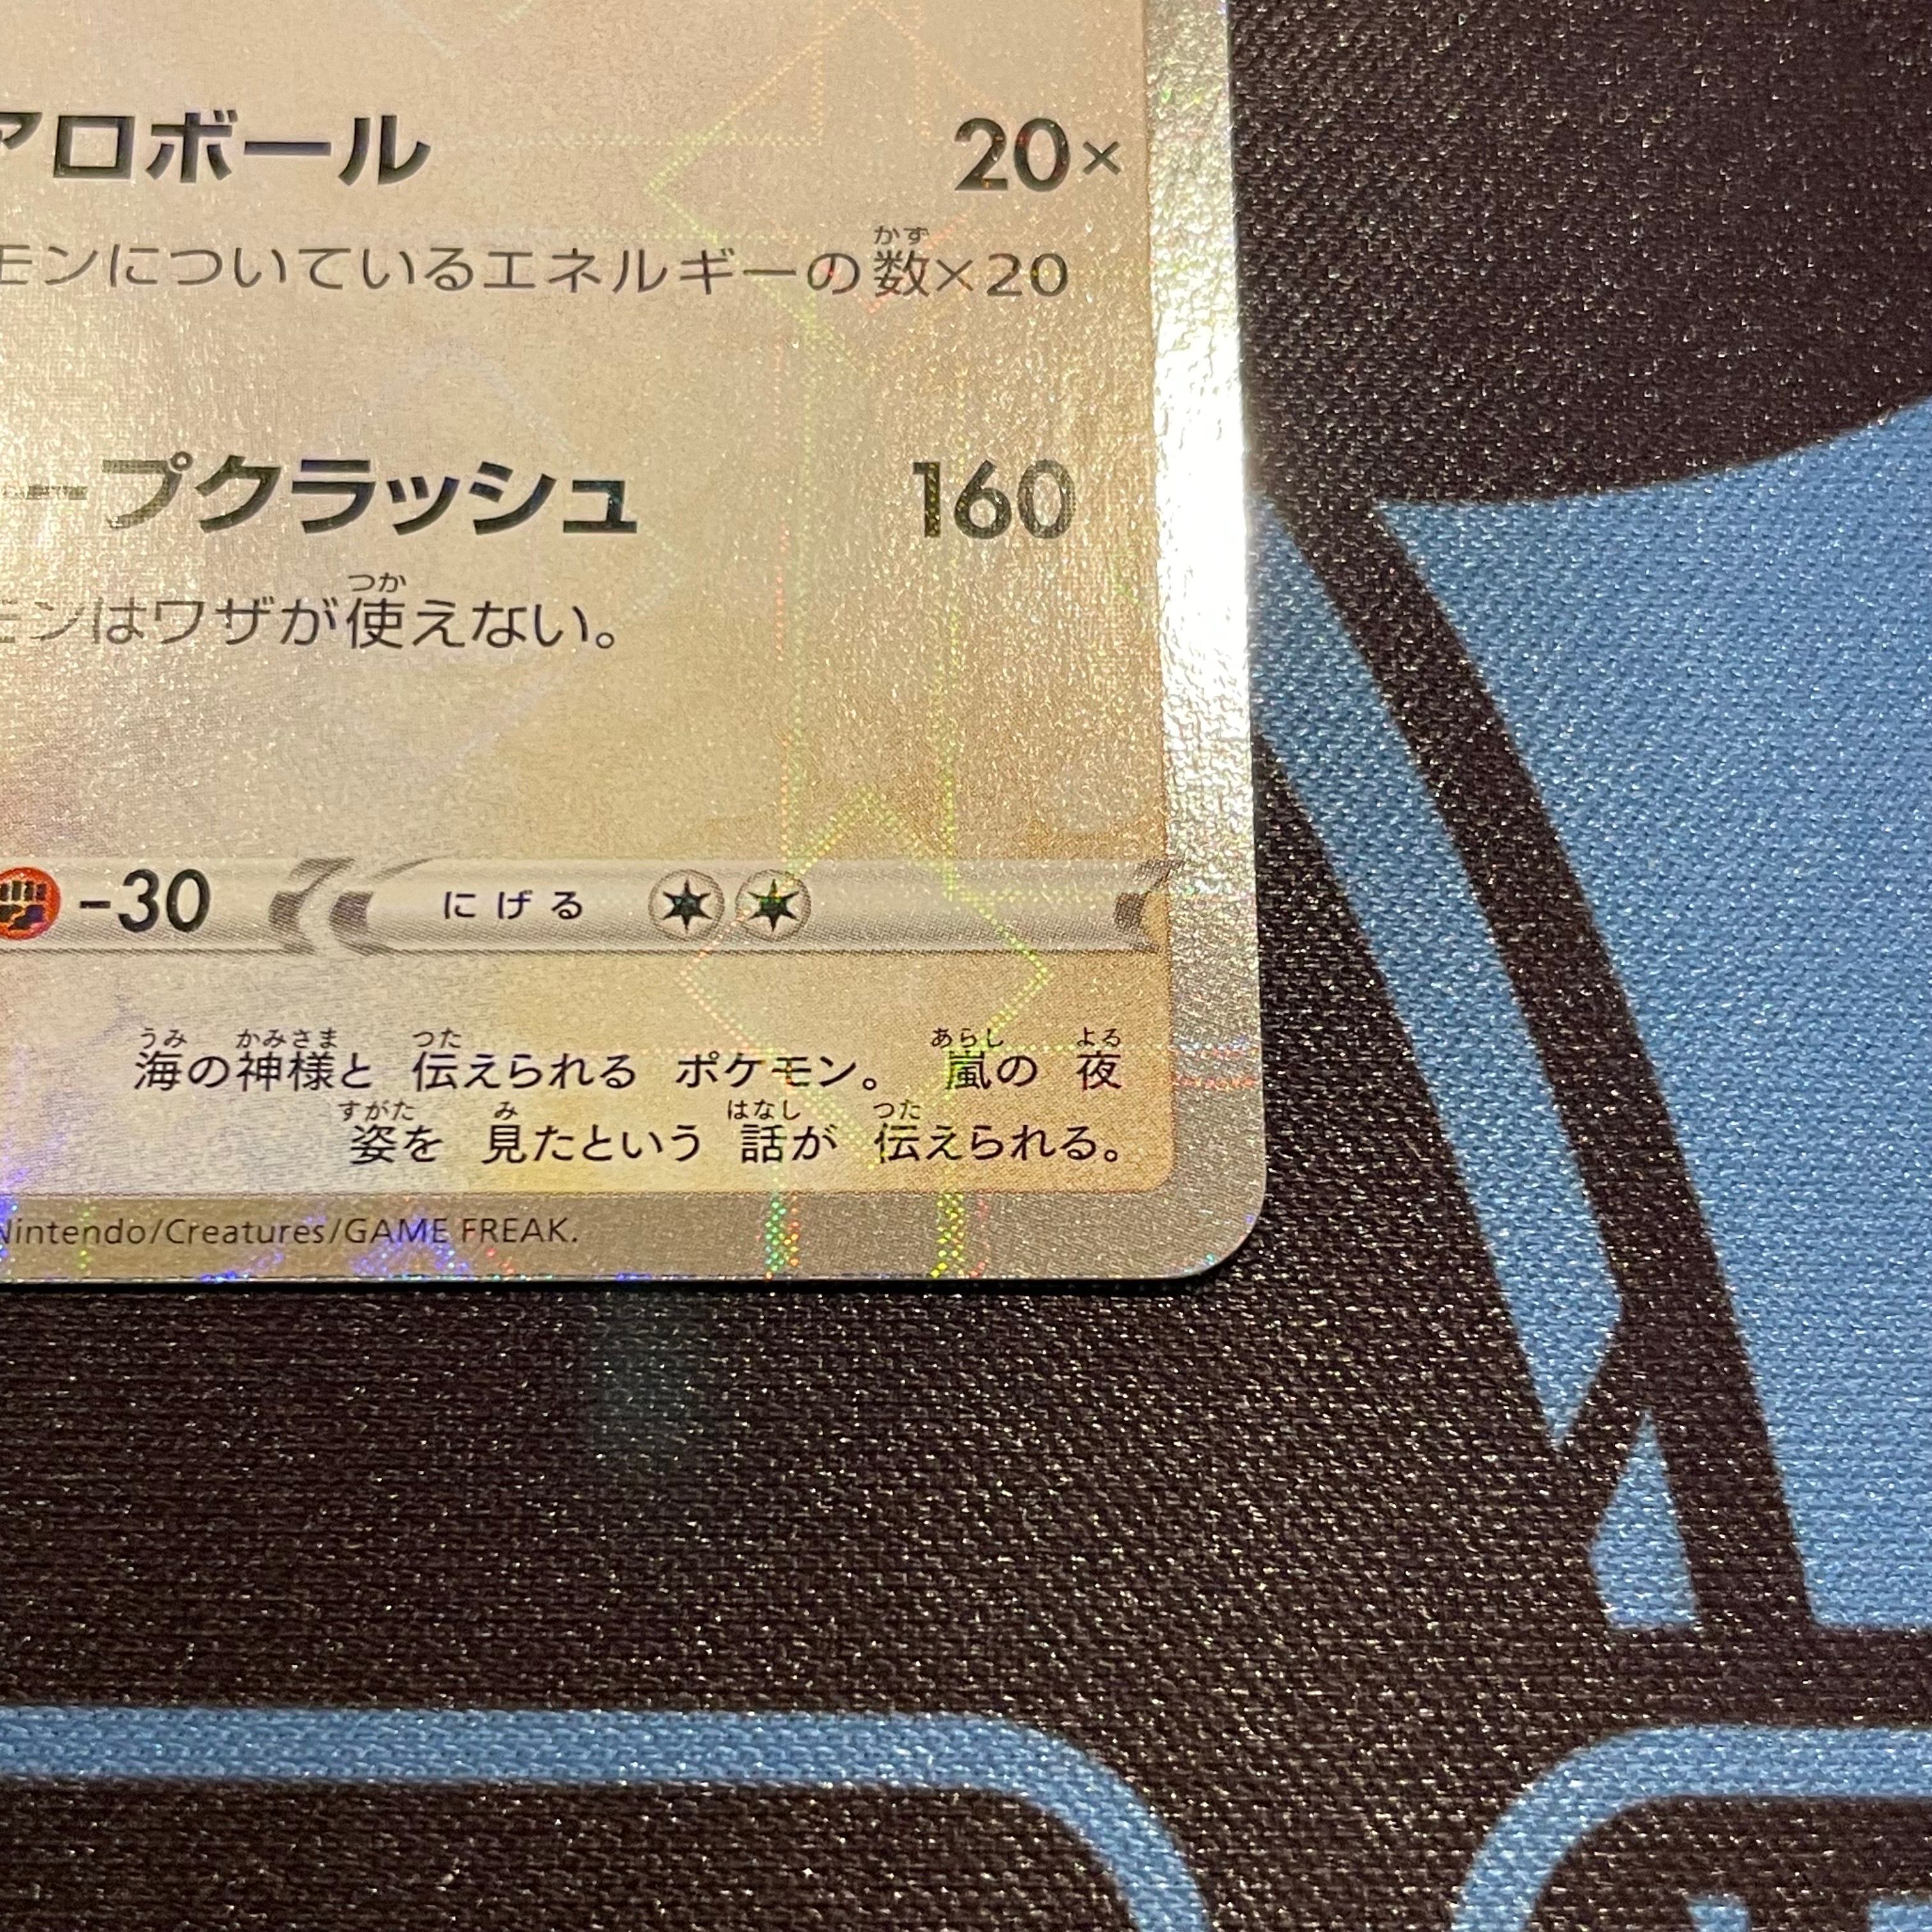 アロボール 20×
モンについているエネルギーの数×20
かず
ープクラッシュ 160
モンはワザが使えない。
つか
-30 にげる
うみ かみさま つた あらし よる
海の神様と 伝えられる ポケモン。 嵐の 夜
すがた み はなし つた
姿を 見たという 話が 伝えられる。
Nintendo/Creatures/GAME FREAK.